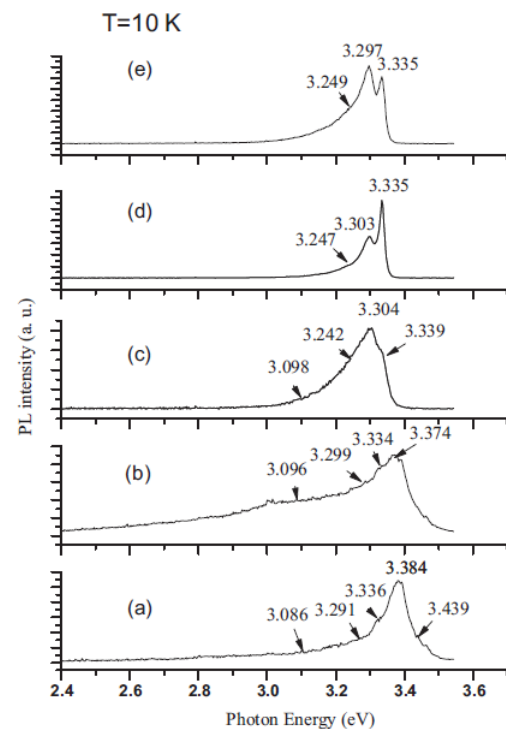 T=10 K
(e)
3.297
3.335
3.249
(d)
3.335
3.303
3.247
(c)
3.304
3.242
3.339
3.098
(b)
3.374
3.334
3.299
3.096
(a)
3.384
3.336
3.439
3.291
3.086
PL intensity (a. u.)
2.4 2.6 2.8 3.0 3.2 3.4 3.6
Photon Energy (eV)